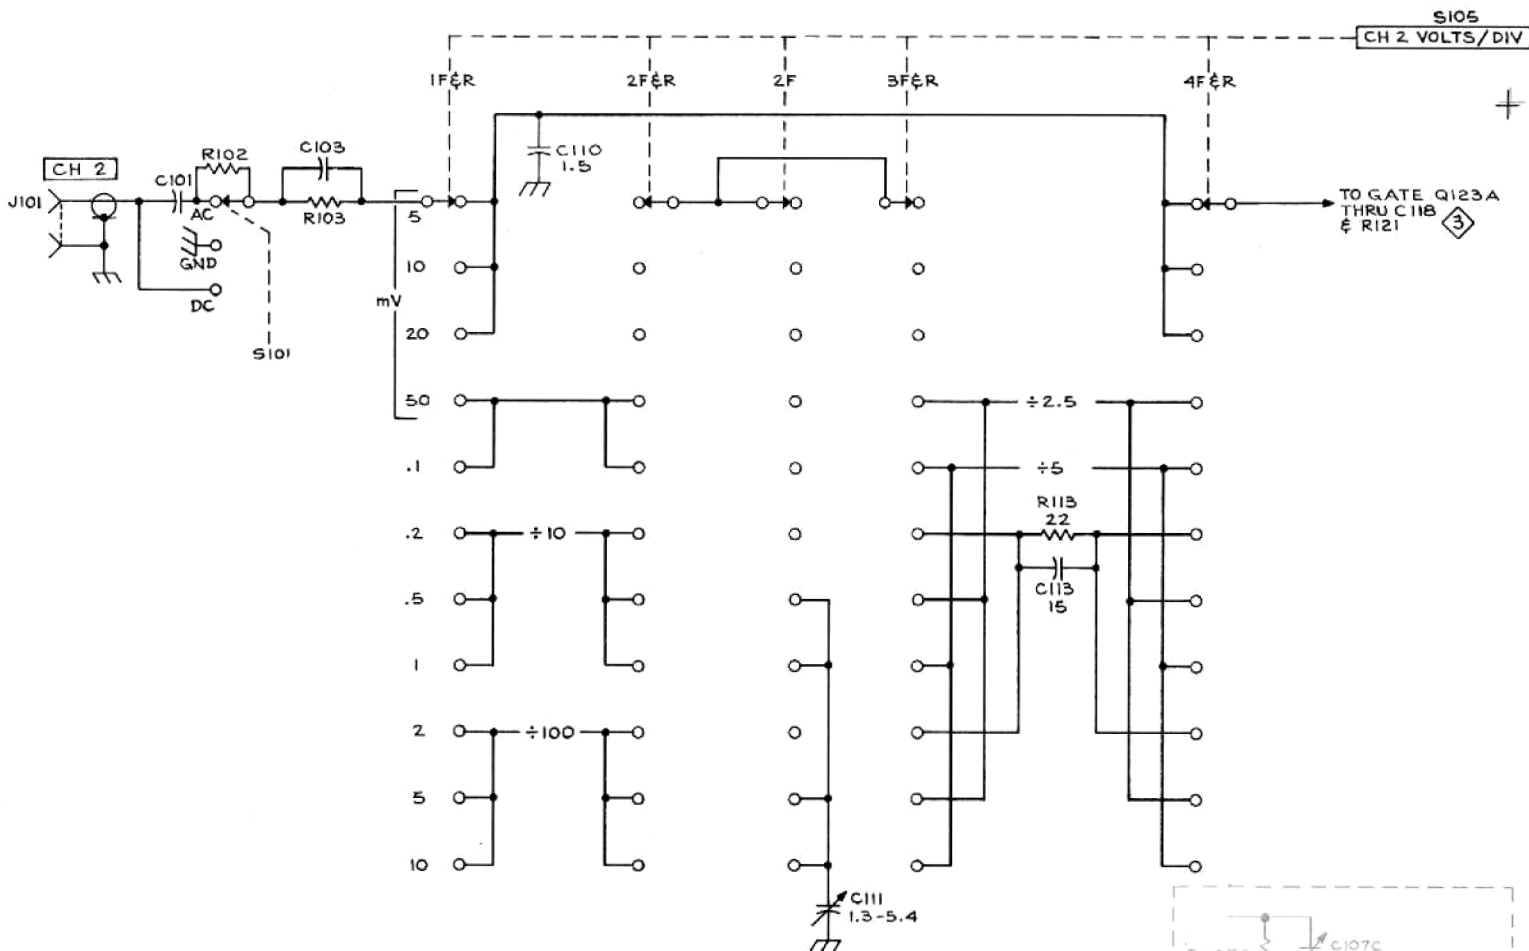 S105
CH 2 VOLTS/DIV
1F&R
2F&R
2F
3F&R
4F&R
CH 2
R102
C103
C101
J101
AC
R103
5
C110
1.5
TO GATE Q123A
THRU C118
& R121
3
GND
DC
10
mV
20
S101
50
÷2.5
.1
÷5
R113
22
.2
÷10
.5
C113
15
1
2
÷100
5
10
C111
1.3-5.4
C107C